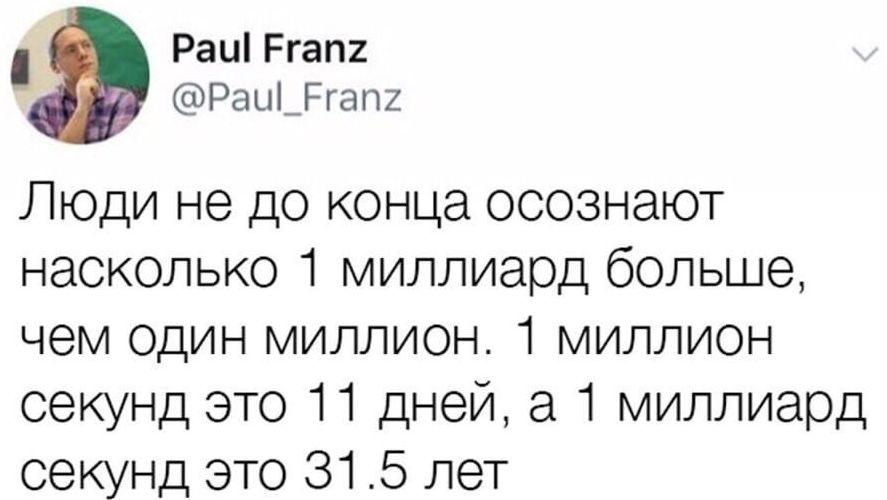 Paul Franz
@Paul_Franz
Люди не до конца осознают
насколько 1 миллиард больше,
чем один миллион. 1 миллион
секунд это 11 дней, а 1 миллиард
секунд это 31.5 лет